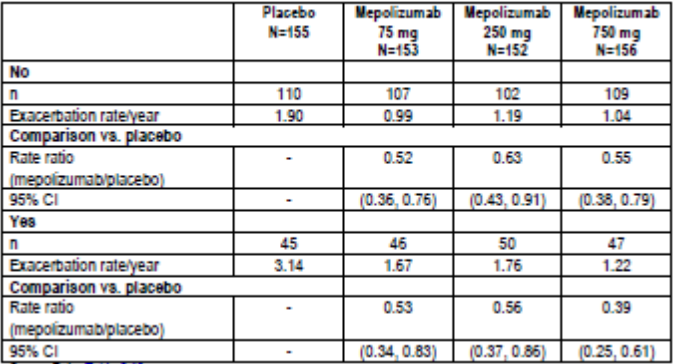 Placebo N=155 Mepolizumab 75 mg N=153 Mepolizumab 250 mg N=152 Mepolizumab 750 mg N=156
No
n 110 107 102 109
Exacerbation rate/year 1.90 0.99 1.19 1.04
Comparison vs. placebo
Rate ratio (mepolizumab/placebo) - 0.52 0.63 0.55
95% CI - (0.36, 0.76) (0.43, 0.91) (0.38, 0.79)
Yes
n 45 46 50 47
Exacerbation rate/year 3.14 1.67 1.76 1.22
Comparison vs. placebo
Rate ratio (mepolizumab/placebo) - 0.53 0.56 0.39
95% CI - (0.34, 0.83) (0.37, 0.86) (0.25, 0.61)